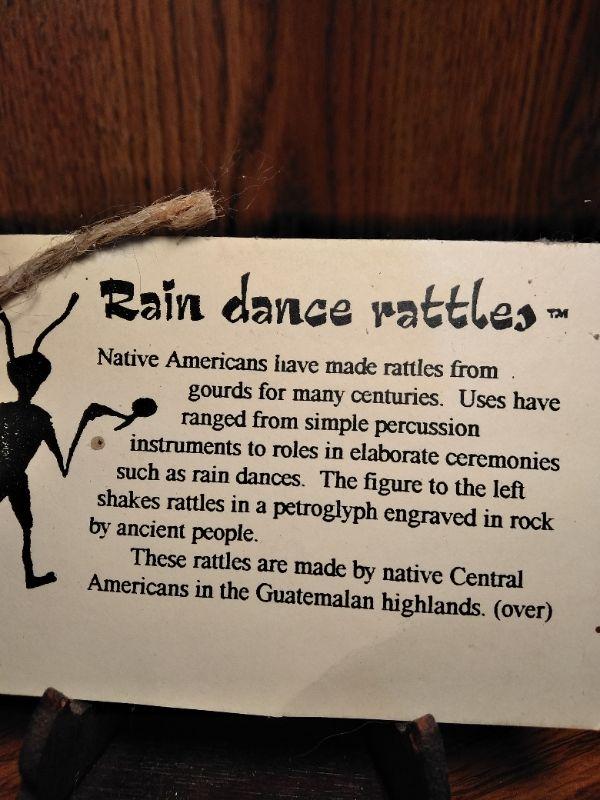 Rain dance rattles™
Native Americans have made rattles from
gourds for many centuries. Uses have
ranged from simple percussion
instruments to roles in elaborate ceremonies
such as rain dances. The figure to the left
shakes rattles in a petroglyph engraved in rock
by ancient people.
These rattles are made by native Central
Americans in the Guatemalan highlands. (over)